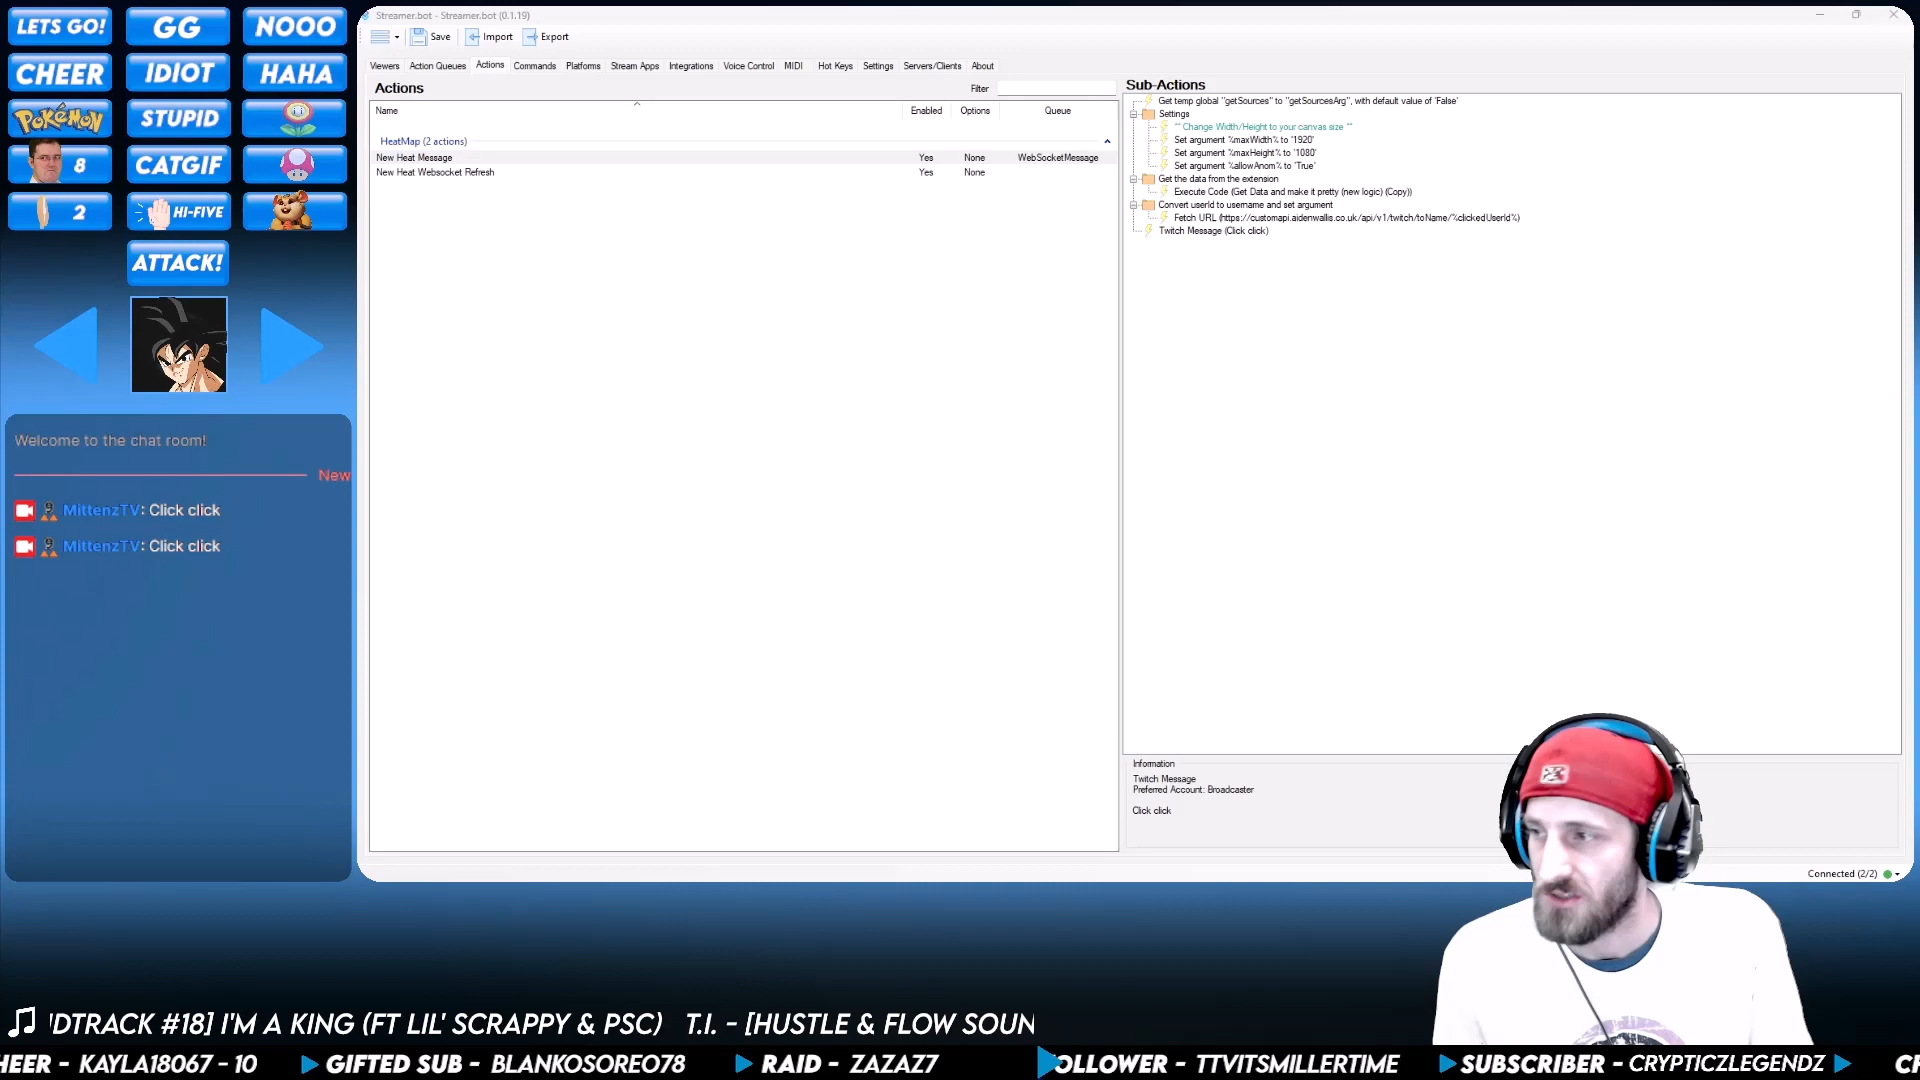 LETS GO!
GG
NOOO
CHEER
IDIOT
HAHA
POKéMON
STUPID
8
CATGIF
2
HI-FIVE
ATTACK!
Welcome to the chat room!
New
MittenzTV: Click click
MittenzTV: Click click
Streamer.bot - Streamer.bot (0.1.19)
Save
Import
Export
Viewers
Action Queues
Actions
Commands
Platforms
Stream Apps
Integrations
Voice Control
MIDI
Hot Keys
Settings
Servers/Clients
About
Actions
Filter
Name
Enabled
Options
Queue
HeatMap (2 actions)
New Heat Message
Yes
None
WebSocketMessage
New Heat Websocket Refresh
Yes
None
Sub-Actions
Get temp global "getSources" to "getSourcesArg", with default value of 'False'
Settings
** Change Width/Height to your canvas size **
Set argument %maxWidth% to '1920'
Set argument %maxHeight% to '1080'
Set argument %allowAnom% to 'True'
Get the data from the extension
Execute Code (Get Data and make it pretty (new logic) (Copy))
Convert userId to username and set argument
Fetch URL (https://customapi.aidenwallis.co.uk/api/v1/twitch/toName/%clickedUserId%)
Twitch Message (Click click)
Information
Twitch Message
Preferred Account: Broadcaster
Click click
Connected (2/2)
DTRACK #18] I'M A KING (FT LIL' SCRAPPY & PSC) T.I. - [HUSTLE & FLOW SOUN
HEER - KAYLA18067 - 10
GIFTED SUB - BLANKOSOREO78
RAID - ZAZAZ7
OLLOWER - TTVITSMILLERTIME
SUBSCRIBER - CRYPTICZLEGENDZ
CH